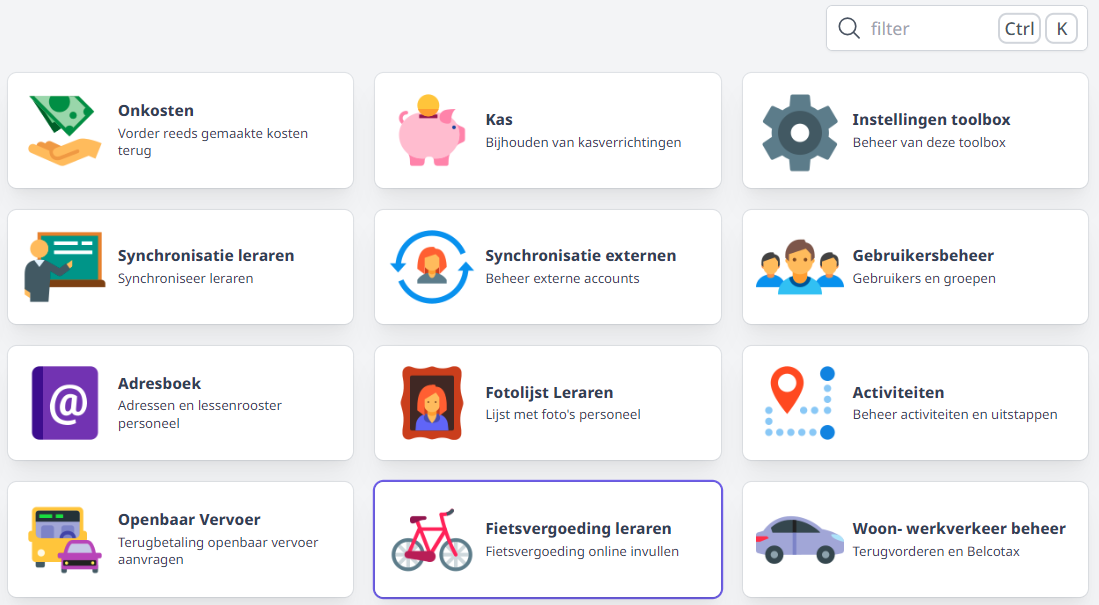 filter Ctrl K
Onkosten
Vorder reeds gemaakte kosten
terug
Kas
Bijhouden van kasverrichtingen
Instellingen toolbox
Beheer van deze toolbox
Synchronisatie leraren
Synchroniseer leraren
Synchronisatie externen
Beheer externe accounts
Gebruikersbeheer
Gebruikers en groepen
@
Adresboek
Adressen en lessenrooster
personeel
Fotolijst Leraren
Lijst met foto's personeel
Activiteiten
Beheer activiteiten en uitstappen
Openbaar Vervoer
Terugbetaling openbaar vervoer
aanvragen
Fietsvergoeding leraren
Fietsvergoeding online invullen
Woon- werkverkeer beheer
Terugvorderen en Belcotax